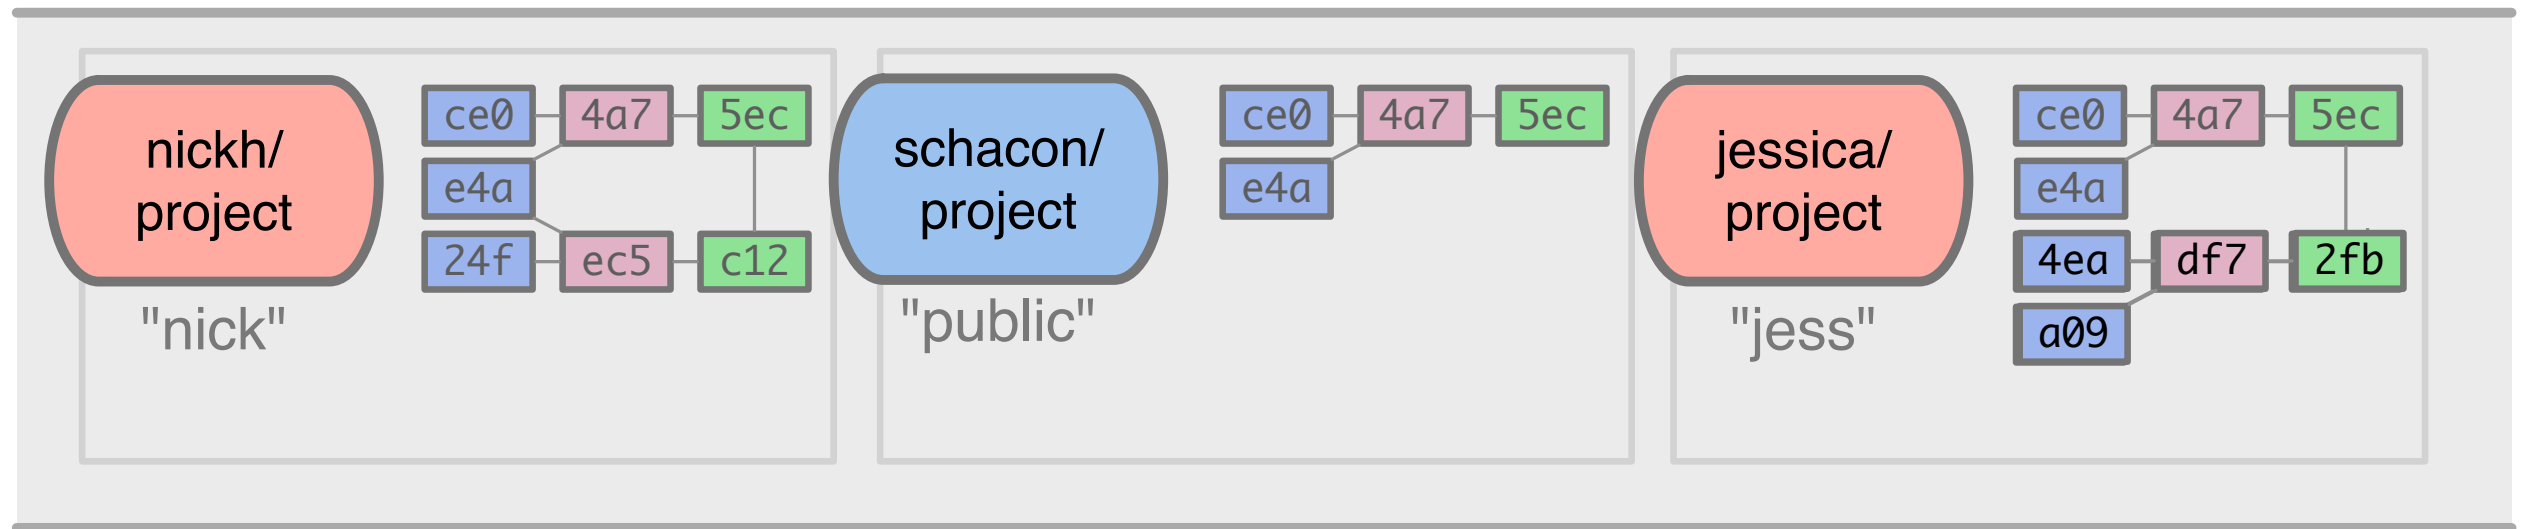 nickh/
project
"nick"
ce0 4a7 5ec
e4a
24f ec5 c12
schacon/
project
"public"
ce0 4a7 5ec
e4a
jessica/
project
"jess"
ce0 4a7 5ec
e4a
4ea df7 2fb
a09